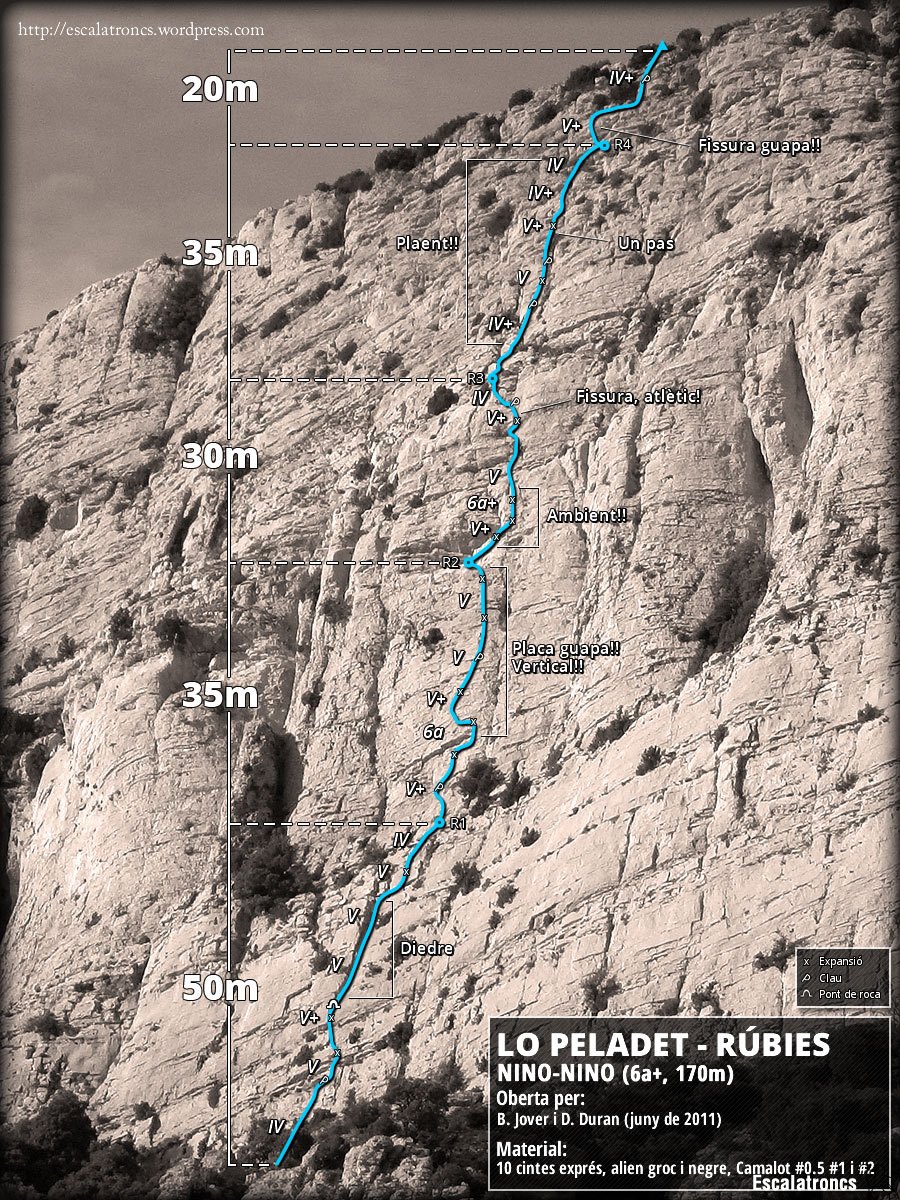 http://escalatroncs.wordpress.com
20m
IV+
V+
R4
Fissura guapa!!
IV
IV+
V+
Un pas
Plaent!!
35m
V
IV+
R3
IV
Fissura, atlètic!
V+
30m
V
6a+
Ambient!!
V+
R2
V
Placa guapa!!
Vertical!!
V
35m
V+
6a
V+
R1
IV
V
V
Diedre
V
50m
V+
V
IV
x Expansió
Clau
Pont de roca
LO PELADET - RÚBIES
NINO-NINO (6a+, 170m)
Oberta per:
B. Jover i D. Duran (juny de 2011)
Material:
10 cintes exprés, alien groc i negre, Camalot #0.5 #1 i #2
Escalatroncs